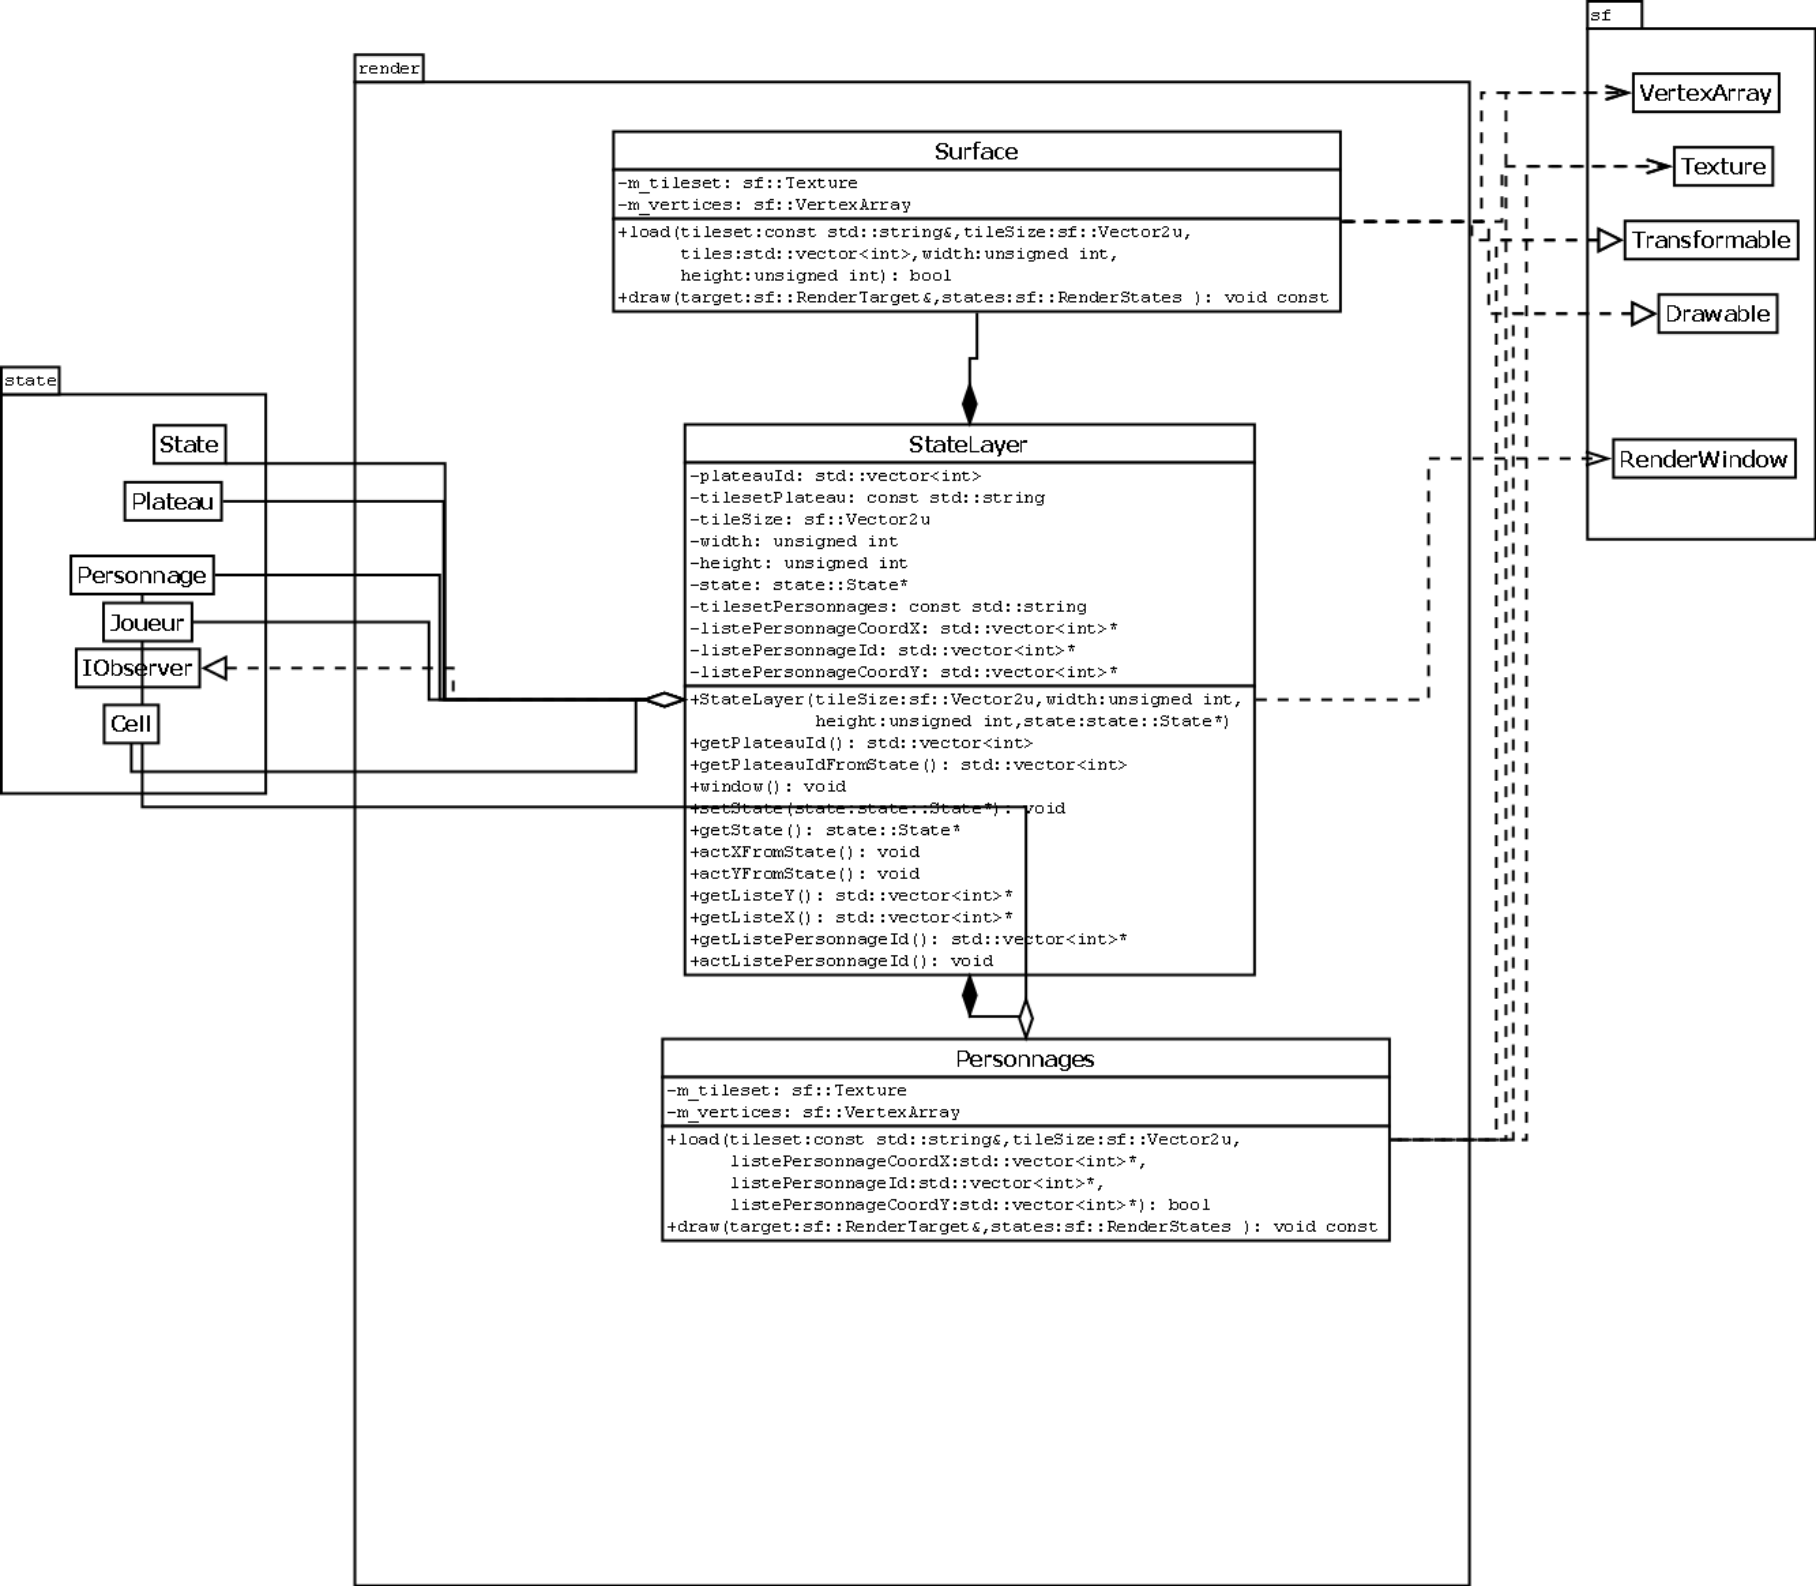 sf
VertexArray
Texture
Transformable
Drawable
RenderWindow
render
Surface
-m_tileset: sf::Texture
-m_vertices: sf::VertexArray
+load(tileset:const std::string&,tileSize:sf::Vector2u,
tiles:std::vector<int>,width:unsigned int,
height:unsigned int): bool
+draw(target:sf::RenderTarget&,states:sf::RenderStates ): void const
state
State
Plateau
Personnage
Joueur
IObserver
Cell
StateLayer
-plateauId: std::vector<int>
-tilesetPlateau: const std::string
-tileSize: sf::Vector2u
-width: unsigned int
-height: unsigned int
-state: state::State*
-tilesetPersonnages: const std::string
-listePersonnageCoordX: std::vector<int>*
-listePersonnageId: std::vector<int>*
-listePersonnageCoordY: std::vector<int>*
+StateLayer(tileSize:sf::Vector2u,width:unsigned int,
height:unsigned int,state:state::State*)
+getPlateauId(): std::vector<int>
+getPlateauIdFromState(): std::vector<int>
+window(): void
+setState(state:state::State*): void
+getState(): state::State*
+actXFromState(): void
+actYFromState(): void
+getListeY(): std::vector<int>*
+getListeX(): std::vector<int>*
+getListePersonnageId(): std::vector<int>*
+actListePersonnageId(): void
Personnages
-m_tileset: sf::Texture
-m_vertices: sf::VertexArray
+load(tileset:const std::string&,tileSize:sf::Vector2u,
listePersonnageCoordX:std::vector<int>*,
listePersonnageId:std::vector<int>*,
listePersonnageCoordY:std::vector<int>*): bool
+draw(target:sf::RenderTarget&,states:sf::RenderStates ): void const